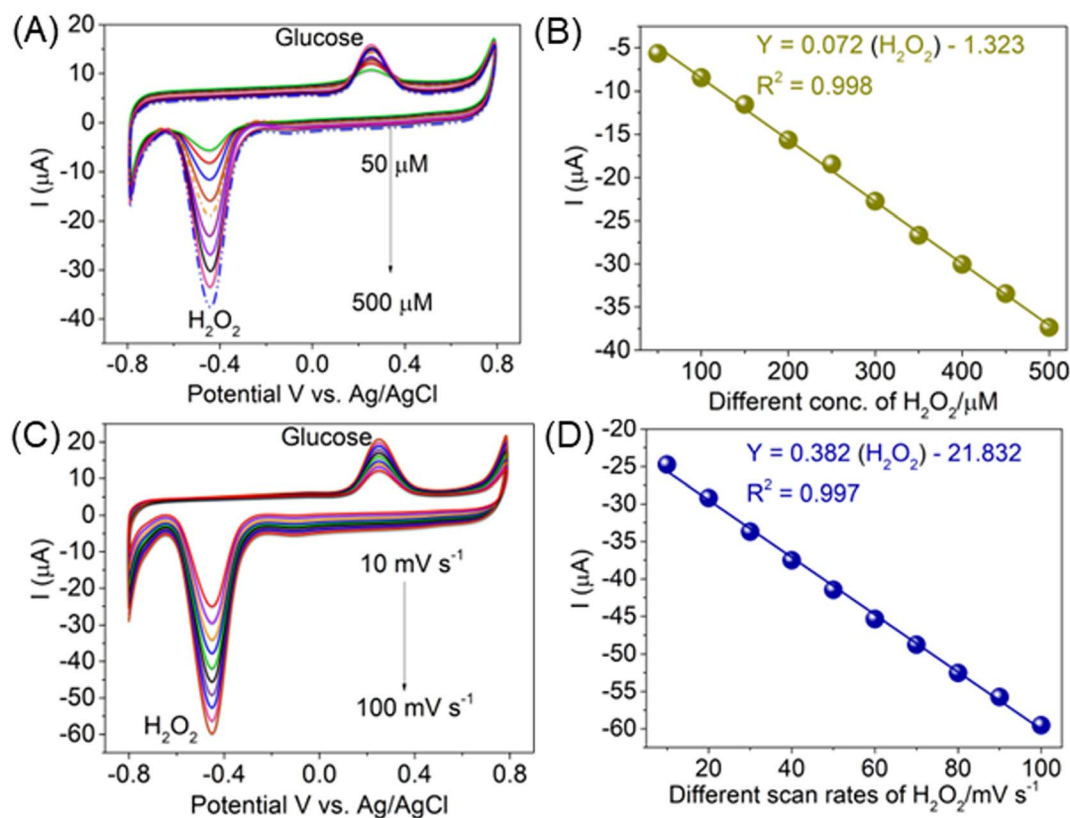 (A)
20
10
0
-10
-20
-30
-40
I (μA)
Glucose
50 μM
500 μM
H₂O₂
-0.8
-0.4
0.0
0.4
0.8
Potential V vs. Ag/AgCl
(B)
-5
-10
-15
-20
-25
-30
-35
-40
I (μA)
Y = 0.072 (H₂O₂) - 1.323
R² = 0.998
100
200
300
400
500
Different conc. of H₂O₂/μM
(C)
20
10
0
-10
-20
-30
-40
-50
-60
I (μA)
Glucose
10 mV s⁻¹
100 mV s⁻¹
H₂O₂
-0.8
-0.4
0.0
0.4
0.8
Potential V vs. Ag/AgCl
(D)
-20
-25
-30
-35
-40
-45
-50
-55
-60
I (μA)
Y = 0.382 (H₂O₂) - 21.832
R² = 0.997
20
40
60
80
100
Different scan rates of H₂O₂/mV s⁻¹